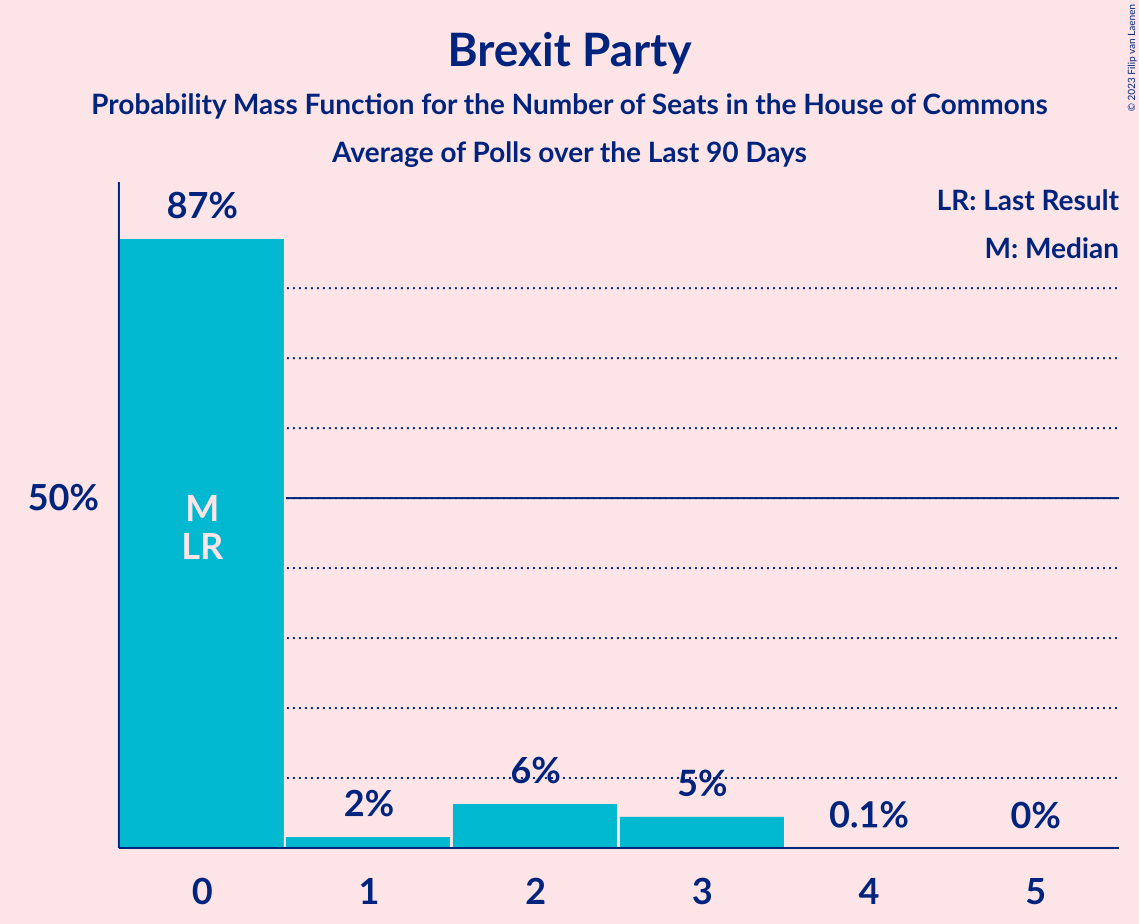 Brexit Party
Probability Mass Function for the Number of Seats in the House of Commons
Average of Polls over the Last 90 Days
© 2023 Filip van Laenen
LR: Last Result
M: Median
87%
50%
M
LR
2%
6%
5%
0.1%
0%
0 1 2 3 4 5